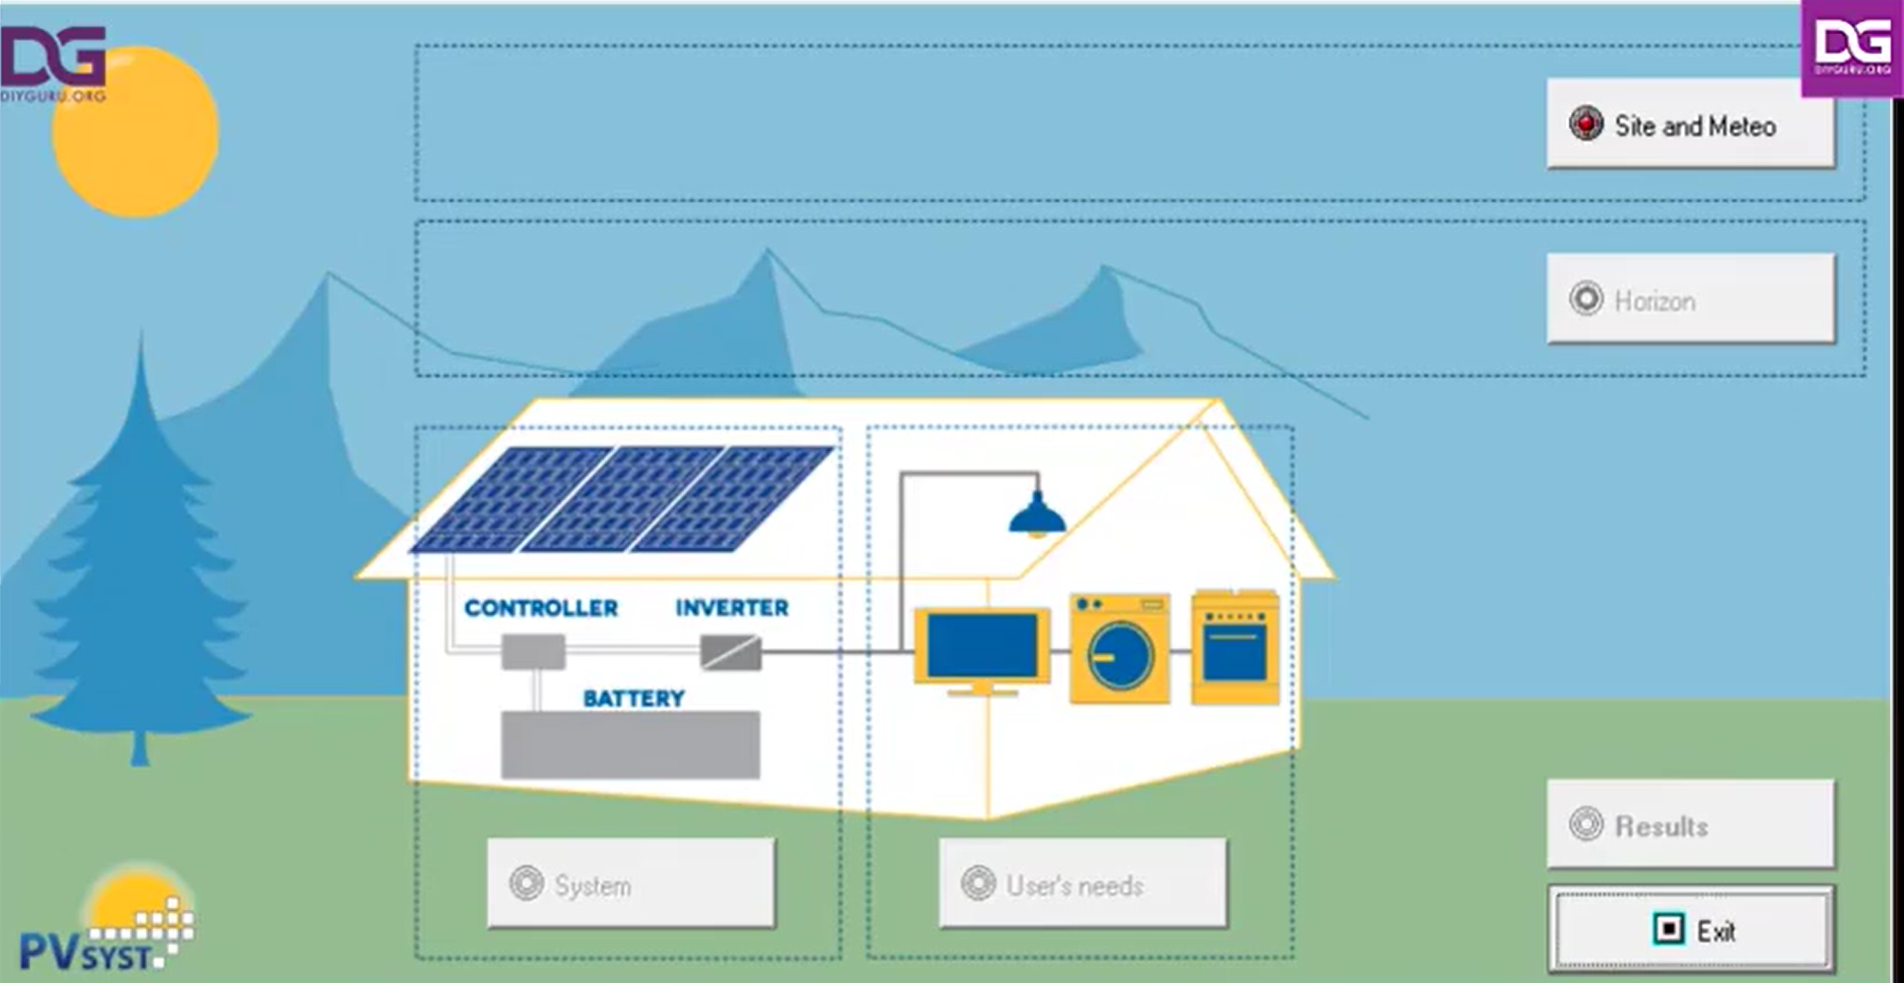 DG
DIYGURU.ORG
DG
DIYGURU.ORG
Site and Meteo
Horizon
CONTROLLER
INVERTER
BATTERY
System
User's needs
Results
Exit
PVSYST